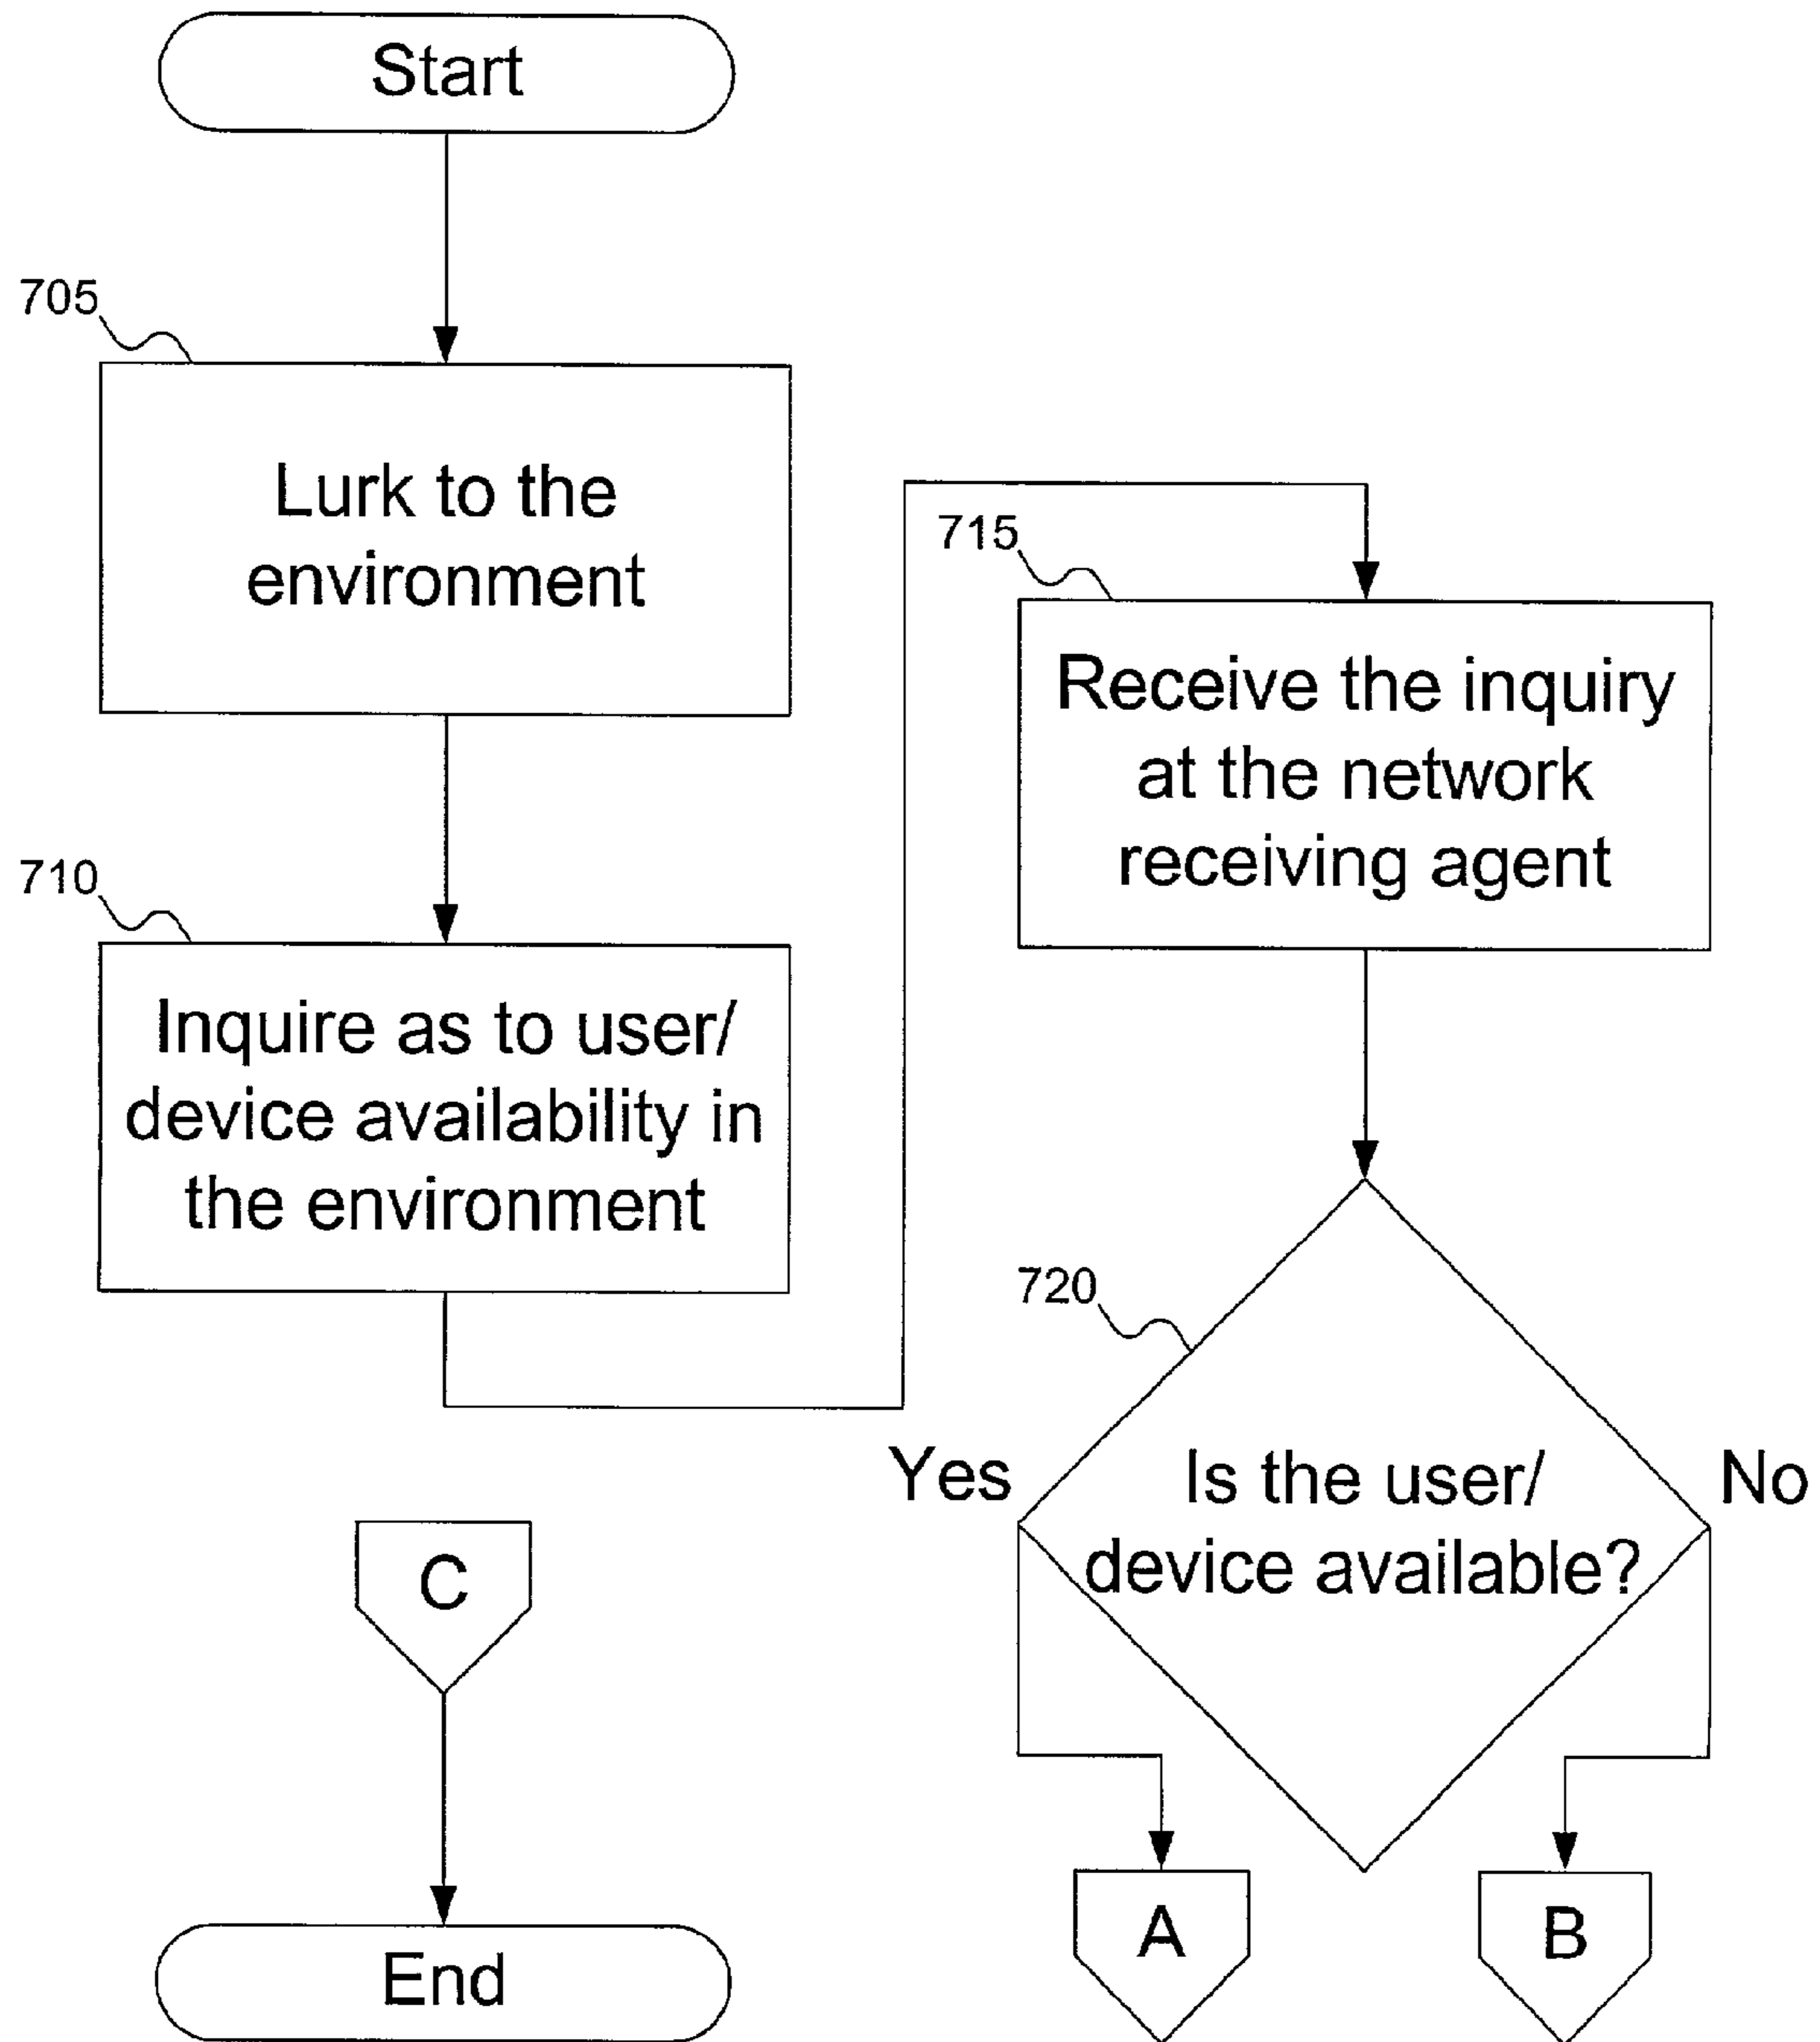 Start
705
Lurk to the
environment
710
Inquire as to user/
device availability in
the environment
715
Receive the inquiry
at the network
receiving agent
720
Yes
Is the user/
device available?
No
A
B
C
End